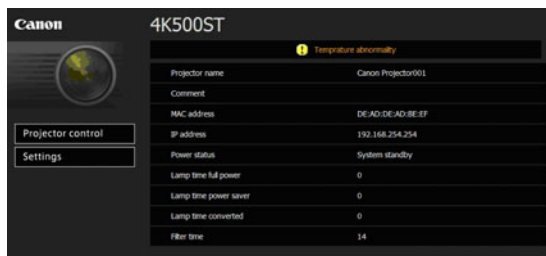 Canon
4K500ST
! Temprature abnormality
Projector name Canon Projector001
Comment
MAC address DE:AD:DE:AD:BE:EF
IP address 192.168.254.254
Power status System standby
Lamp time full power 0
Lamp time power saver 0
Lamp time converted 0
Filter time 14
Projector control
Settings